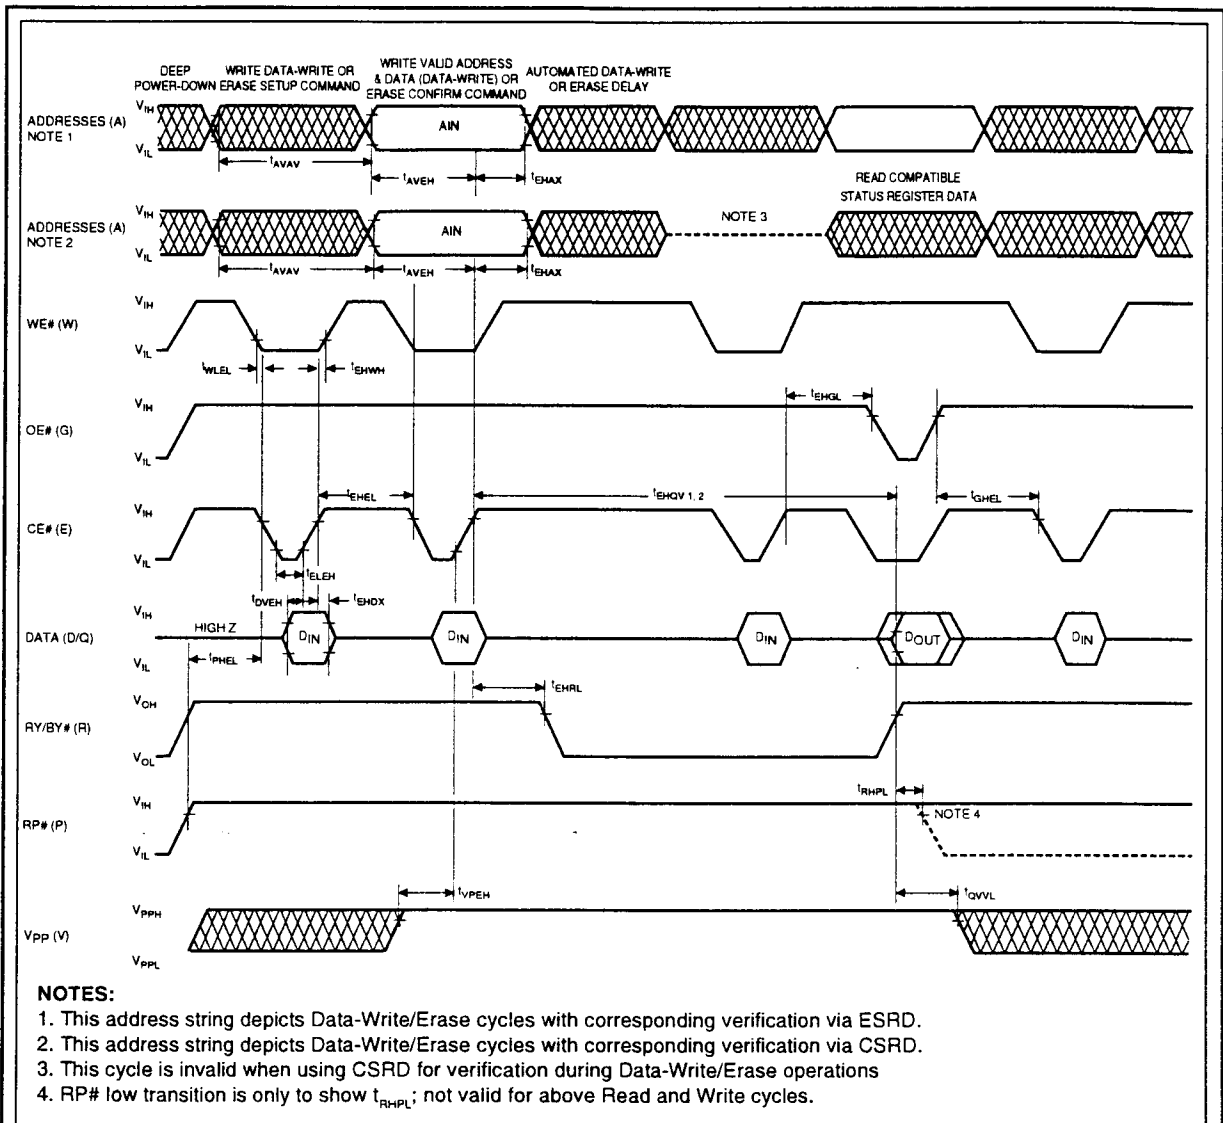 DEEP
POWER-DOWN
WRITE DATA-WRITE OR
ERASE SETUP COMMAND
WRITE VALID ADDRESS
& DATA (DATA-WRITE) OR
ERASE CONFIRM COMMAND
AUTOMATED DATA-WRITE
OR ERASE DELAY
ADDRESSES (A)
NOTE 1
VIH
VIL
AIN
tAVAV
tAVEH
tEHAX
READ COMPATIBLE
STATUS REGISTER DATA
ADDRESSES (A)
NOTE 2
VIH
VIL
AIN
NOTE 3
tAVAV
tAVEH
tEHAX
WE# (W)
VIH
VIL
tWLEL
tEHWH
OE# (G)
VIH
VIL
tEHGL
CE# (E)
VIH
VIL
tEHEL
tEHQV 1, 2
tGHEL
tELEH
tDVEH
tEHDX
DATA (D/Q)
VIH
VIL
HIGH Z
DIN
DIN
DIN
DOUT
DIN
tPHEL
tEHRL
RY/BY# (R)
VOH
VOL
tRHPL
RP# (P)
VIH
VIL
NOTE 4
tVPEH
tQVVL
VPP (V)
VPPH
VPPL
NOTES:
1. This address string depicts Data-Write/Erase cycles with corresponding verification via ESRD.
2. This address string depicts Data-Write/Erase cycles with corresponding verification via CSRD.
3. This cycle is invalid when using CSRD for verification during Data-Write/Erase operations
4. RP# low transition is only to show tRHPL; not valid for above Read and Write cycles.